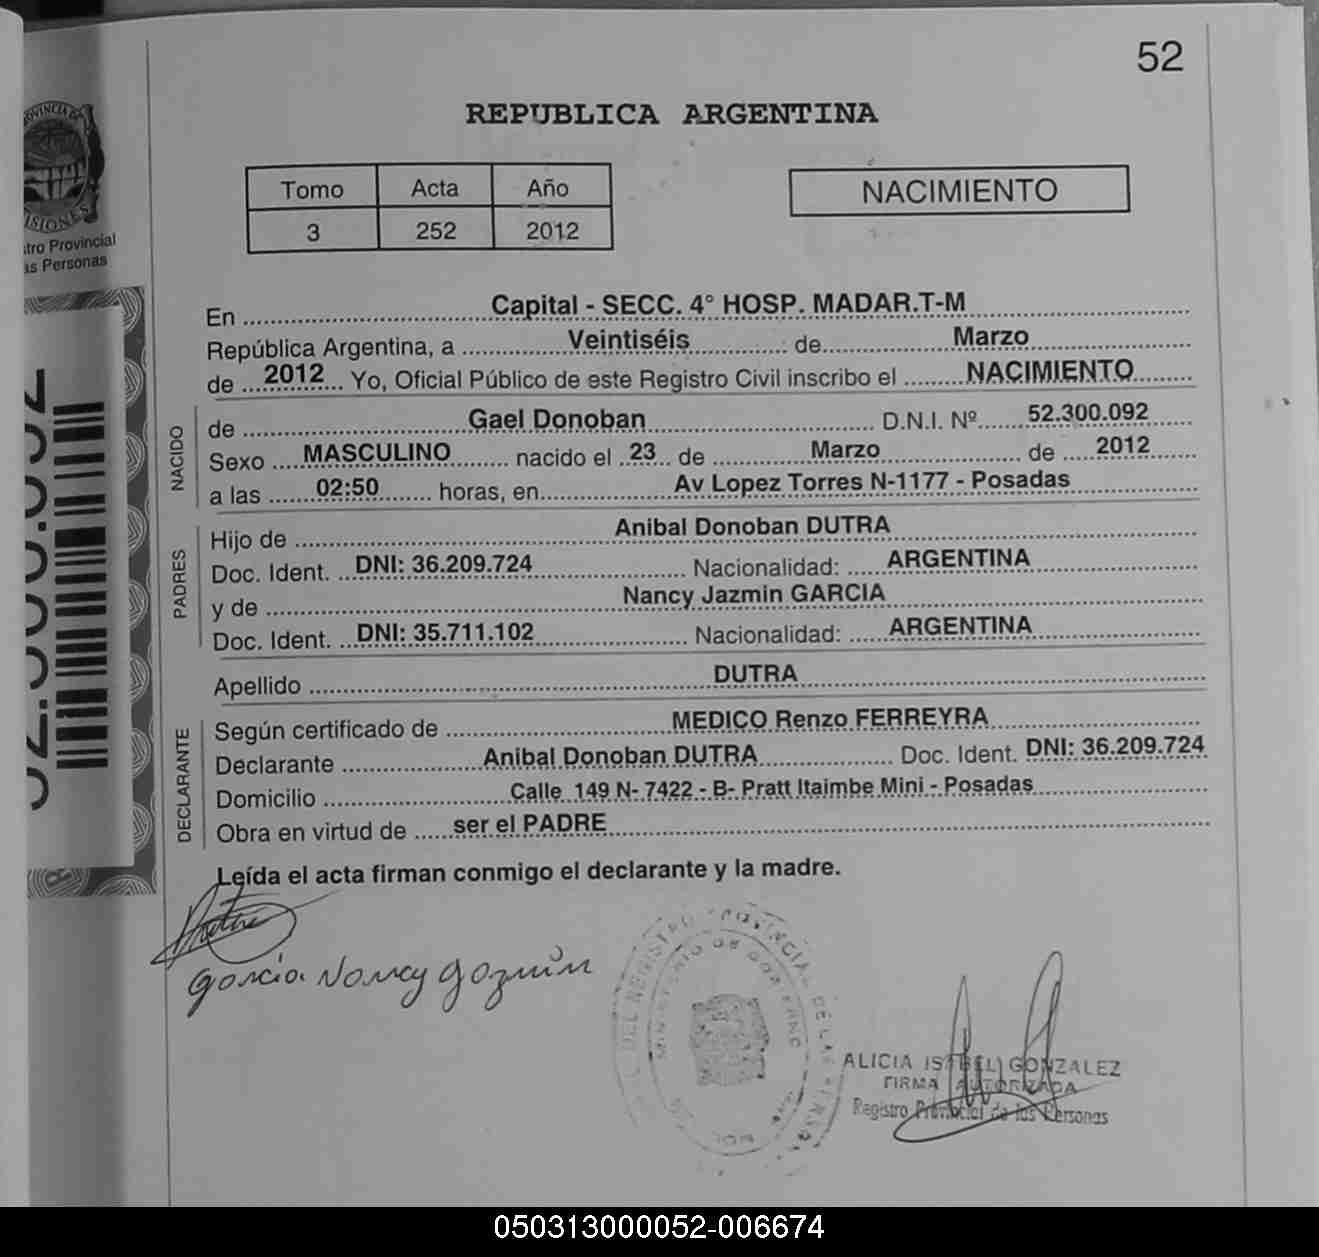 52
REPUBLICA ARGENTINA
Tomo Acta Año
3 252 2012
NACIMIENTO
PROVINCIA DE
MISIONES
tro Provincial
as Personas
En Capital - SECC. 4° HOSP. MADAR.T-M
República Argentina, a Veintiséis de Marzo
de 2012 Yo, Oficial Público de este Registro Civil inscribo el NACIMIENTO
NACIDO
de Gael Donoban D.N.I. Nº 52.300.092
Sexo MASCULINO nacido el 23 de Marzo de 2012
a las 02:50 horas, en Av Lopez Torres N-1177 - Posadas
PADRES
Hijo de Anibal Donoban DUTRA
Doc. Ident. DNI: 36.209.724 Nacionalidad: ARGENTINA
y de Nancy Jazmin GARCIA
Doc. Ident. DNI: 35.711.102 Nacionalidad: ARGENTINA
Apellido DUTRA
DECLARANTE
Según certificado de MEDICO Renzo FERREYRA
Declarante Anibal Donoban DUTRA Doc. Ident. DNI: 36.209.724
Domicilio Calle 149 N- 7422 - B- Pratt Itaimbe Mini - Posadas
Obra en virtud de ser el PADRE
Leída el acta firman conmigo el declarante y la madre.
Garcia Nancy
ALICIA ISABEL GONZALEZ
FIRMA AUTORIZADA
Registro Provincial de las Personas
050313000052-006674